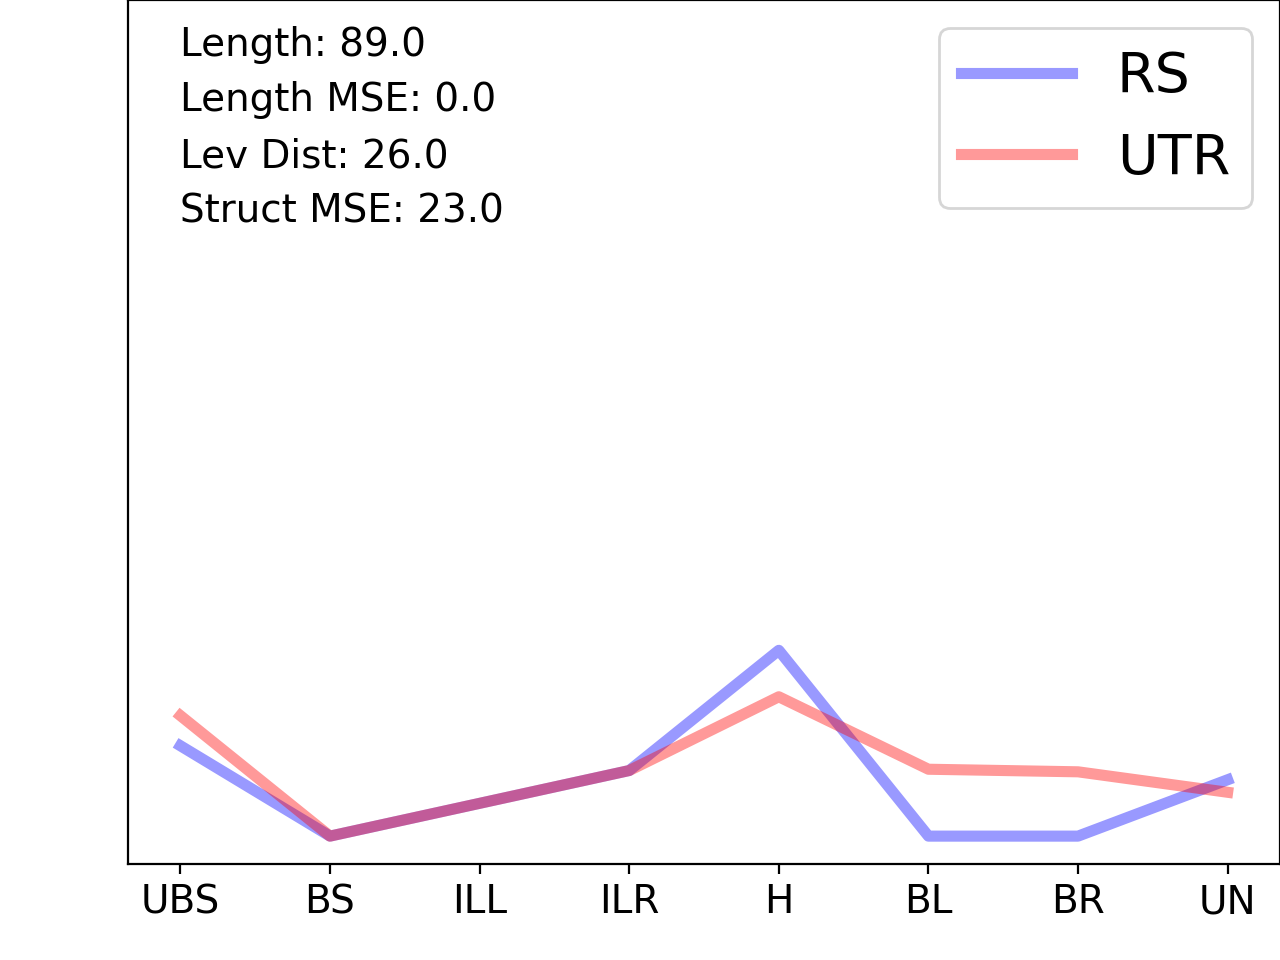 Length: 89.0
Length MSE: 0.0
Lev Dist: 26.0
Struct MSE: 23.0
RS
UTR
UBS BS ILL ILR H BL BR UN